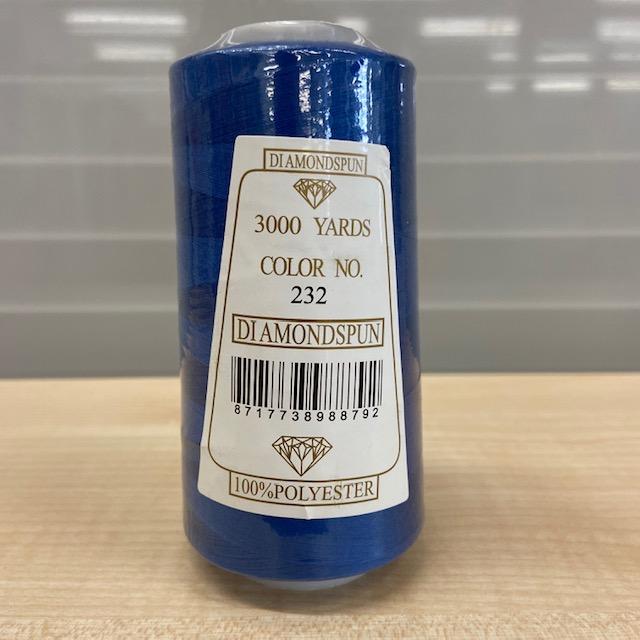 DIAMONDSPUN
3000 YARDS
COLOR NO.
232
DIAMONDSPUN
8717738988792
100%POLYESTER